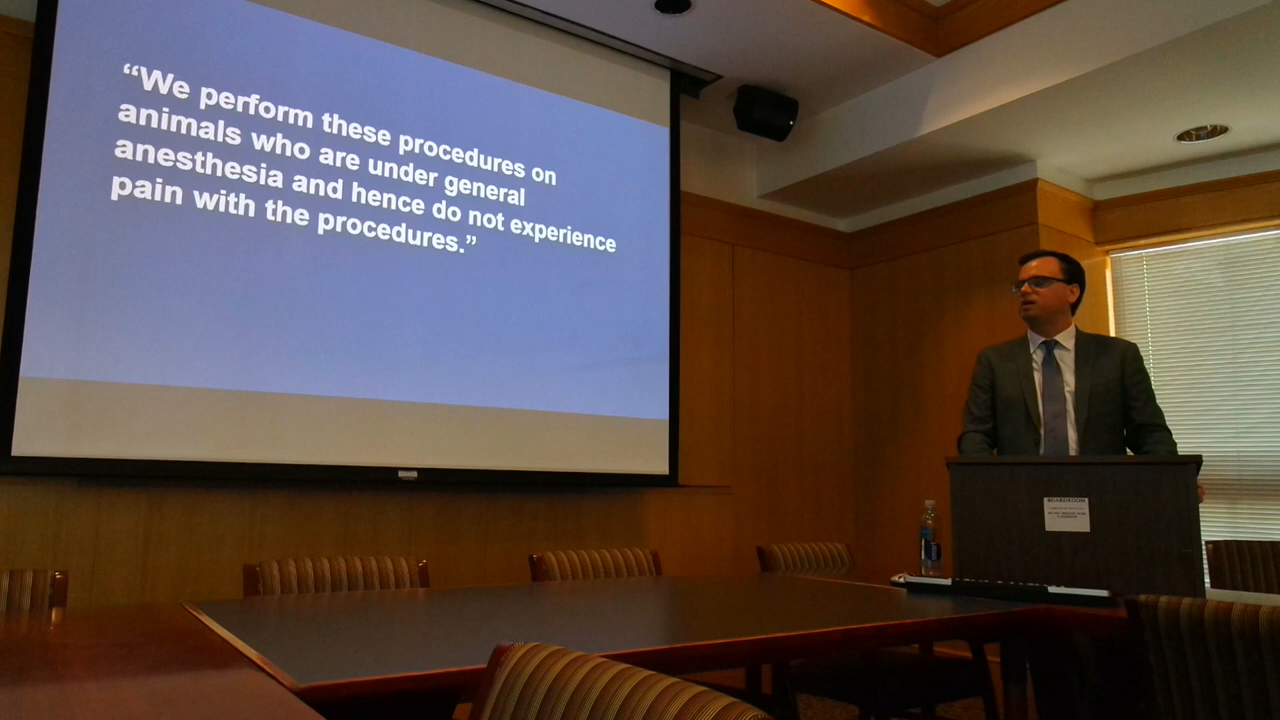 “We perform these procedures on
animals who are under general
anesthesia and hence do not experience
pain with the procedures.”
BOARDROOM